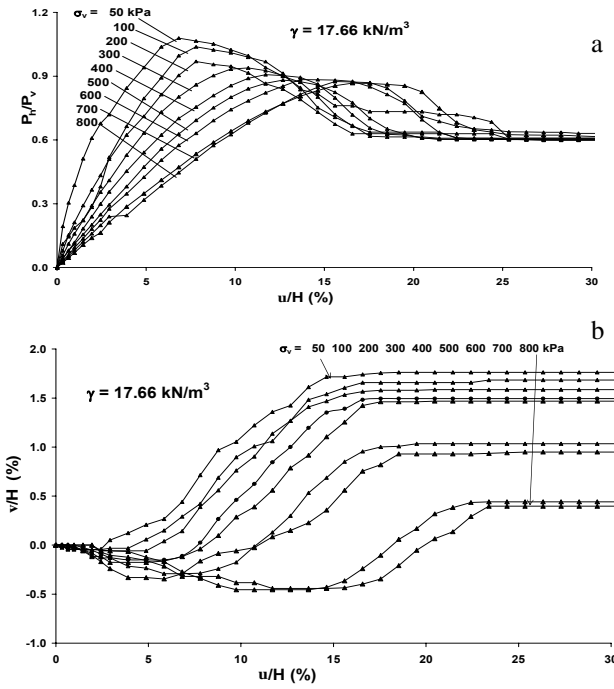 1.2
0.9
0.6
0.3
0.0
Pₕ/Pᵥ
σᵥ = 50 kPa
100
200
300
400
500
600
700
800
γ = 17.66 kN/m³
a
0 5 10 15 20 25 30
u/H (%)
b
σᵥ = 50 100 200 300 400 500 600 700 800 kPa
γ = 17.66 kN/m³
2.0
1.5
1.0
0.5
0.0
-0.5
-1.0
v/H (%)
0 5 10 15 20 25 30
u/H (%)